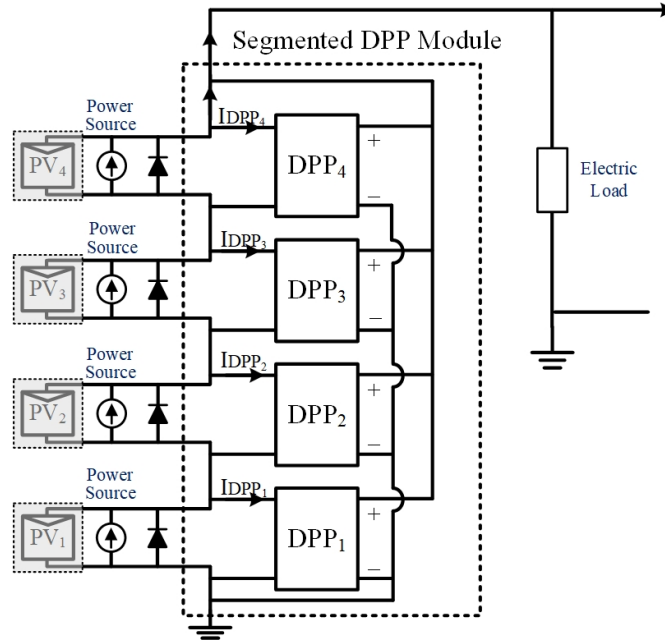 Segmented DPP Module
Power
Source
PV4
IDPP4
DPP4
+
−
Electric
Load
Power
Source
PV3
IDPP3
DPP3
+
−
Power
Source
PV2
IDPP2
DPP2
+
−
Power
Source
PV1
IDPP1
DPP1
+
−